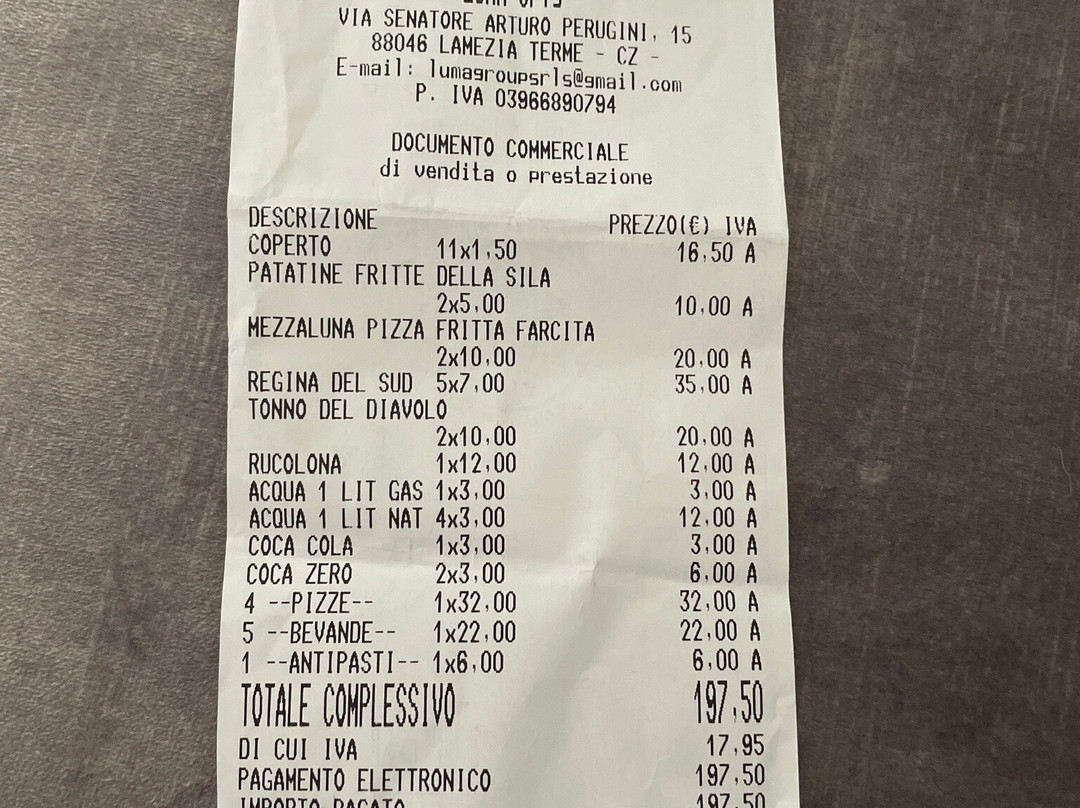 VIA SENATORE ARTURO PERUGINI, 15
88046 LAMEZIA TERME - CZ -
E-mail: lumagroupsrls@gmail.com
P. IVA 03966890794
DOCUMENTO COMMERCIALE
di vendita o prestazione
DESCRIZIONE PREZZO(€) IVA
COPERTO 11x1,50 16,50 A
PATATINE FRITTE DELLA SILA
2x5,00 10,00 A
MEZZALUNA PIZZA FRITTA FARCITA
2x10,00 20,00 A
REGINA DEL SUD 5x7,00 35,00 A
TONNO DEL DIAVOLO
2x10,00 20,00 A
RUCOLONA 1x12,00 12,00 A
ACQUA 1 LIT GAS 1x3,00 3,00 A
ACQUA 1 LIT NAT 4x3,00 12,00 A
COCA COLA 1x3,00 3,00 A
COCA ZERO 2x3,00 6,00 A
4 --PIZZE-- 1x32,00 32,00 A
5 --BEVANDE-- 1x22,00 22,00 A
1 --ANTIPASTI-- 1x6,00 6,00 A
TOTALE COMPLESSIVO 197,50
DI CUI IVA 17,95
PAGAMENTO ELETTRONICO 197,50
IMPORTO PAGATO 197,50